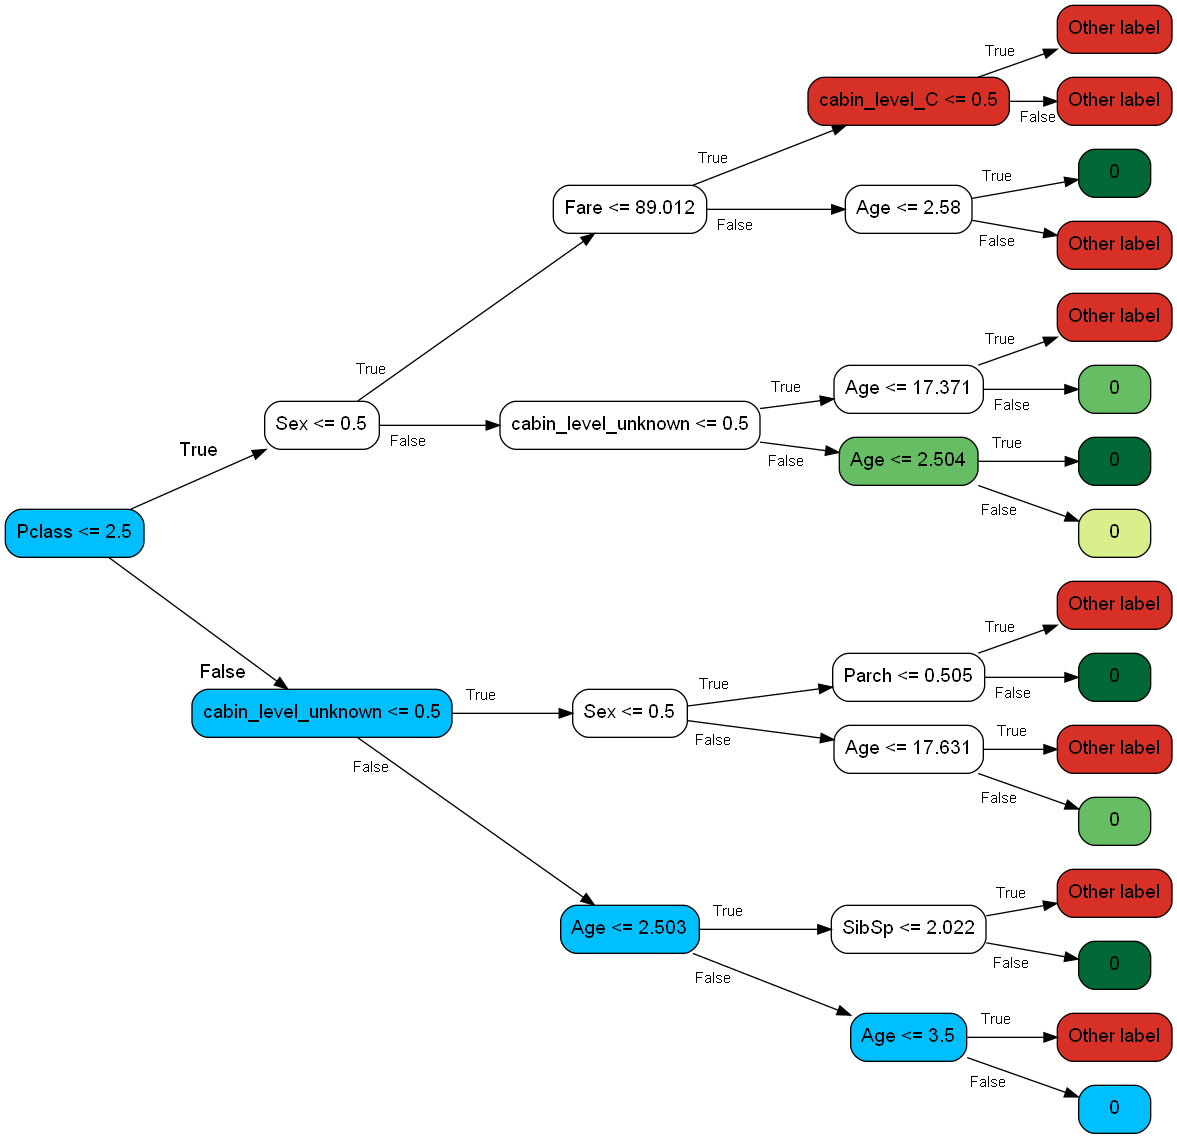 Other label
True
cabin_level_C <= 0.5
Other label
False
True
0
True
Fare <= 89.012
Age <= 2.58
False
False
Other label
Other label
True
True
Age <= 17.371
0
True
False
Sex <= 0.5
cabin_level_unknown <= 0.5
False
True
True
Age <= 2.504
0
False
False
Pclass <= 2.5
0
Other label
True
Parch <= 0.505
0
False
True
False
cabin_level_unknown <= 0.5
True
Sex <= 0.5
False
True
Age <= 17.631
Other label
False
False
0
True
Other label
True
Age <= 2.503
SibSp <= 2.022
False
False
0
True
Age <= 3.5
Other label
False
0